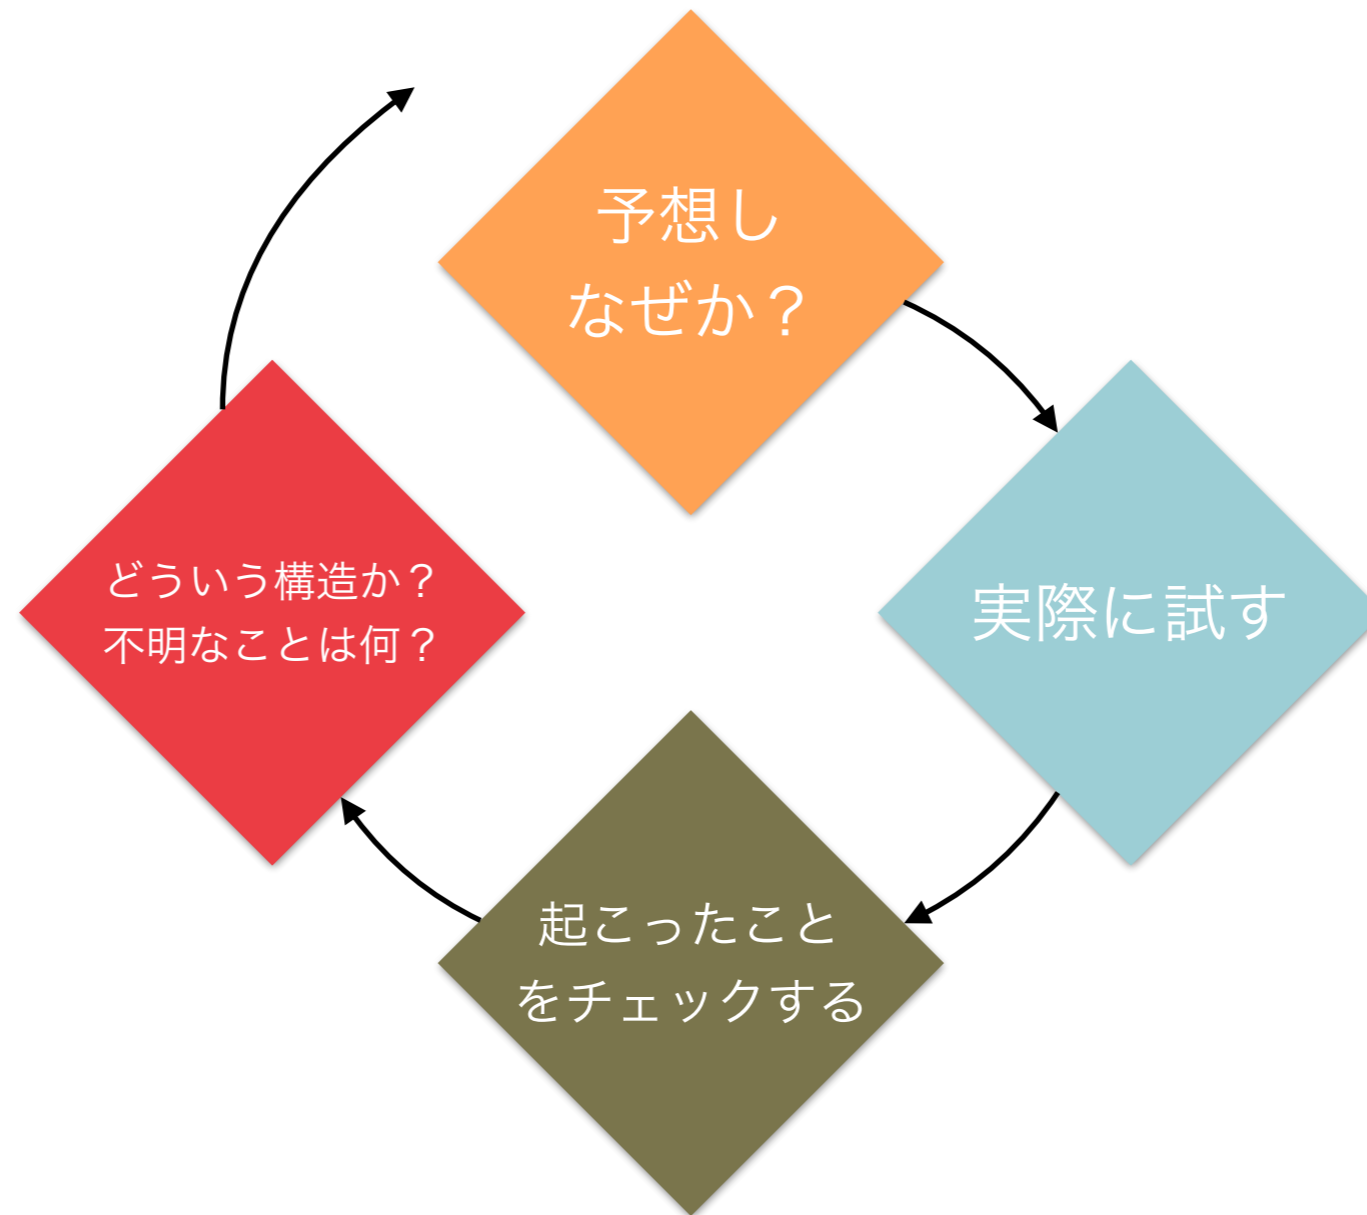 予想し
なぜか？
実際に試す
起こったこと
をチェックする
どういう構造か？
不明なことは何？